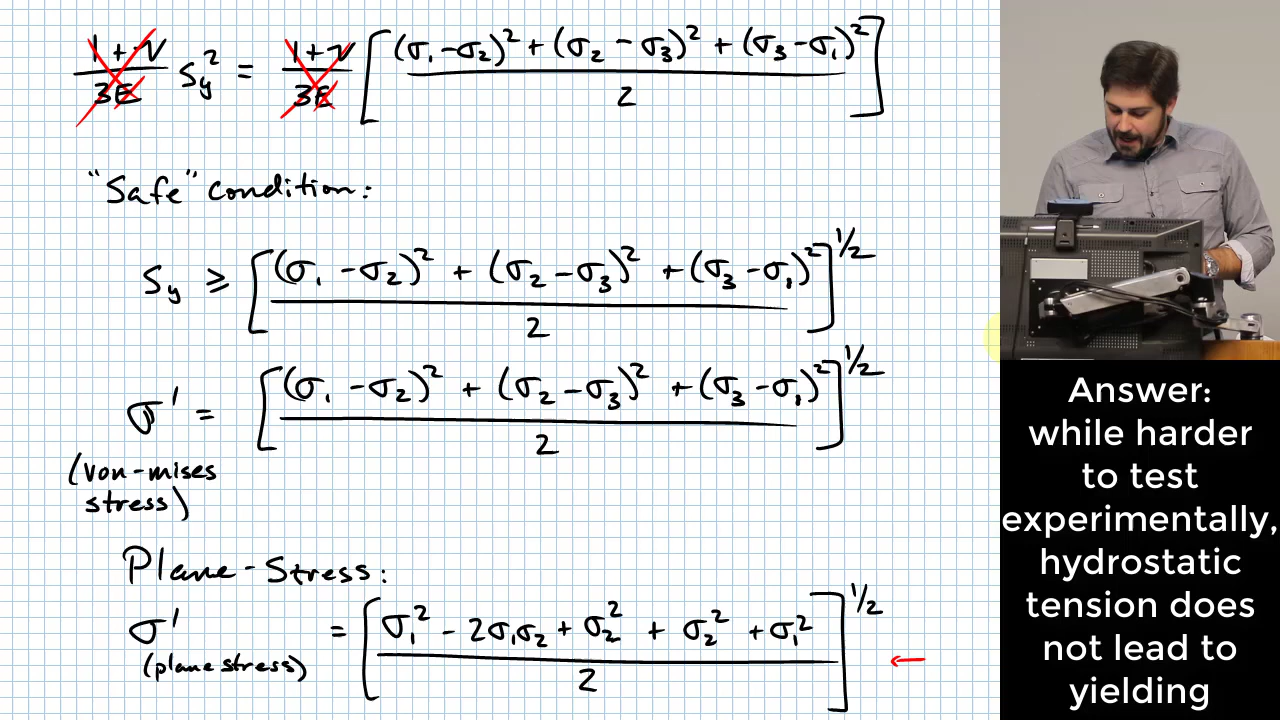 1+ν/3E S_y² = 1+ν/3E [((σ₁-σ₂)² + (σ₂-σ₃)² + (σ₃-σ₁)²)/2]
"Safe" condition:
S_y ≥ [((σ₁-σ₂)² + (σ₂-σ₃)² + (σ₃-σ₁)²)/2]^1/2
σ' = [((σ₁-σ₂)² + (σ₂-σ₃)² + (σ₃-σ₁)²)/2]^1/2
(von-mises
stress)
Plane-Stress:
σ' = [(σ₁² - 2σ₁σ₂ + σ₂² + σ₂² + σ₁²)/2]^1/2 ←
(plane stress)
Answer:
while harder
to test
experimentally,
hydrostatic
tension does
not lead to
yielding